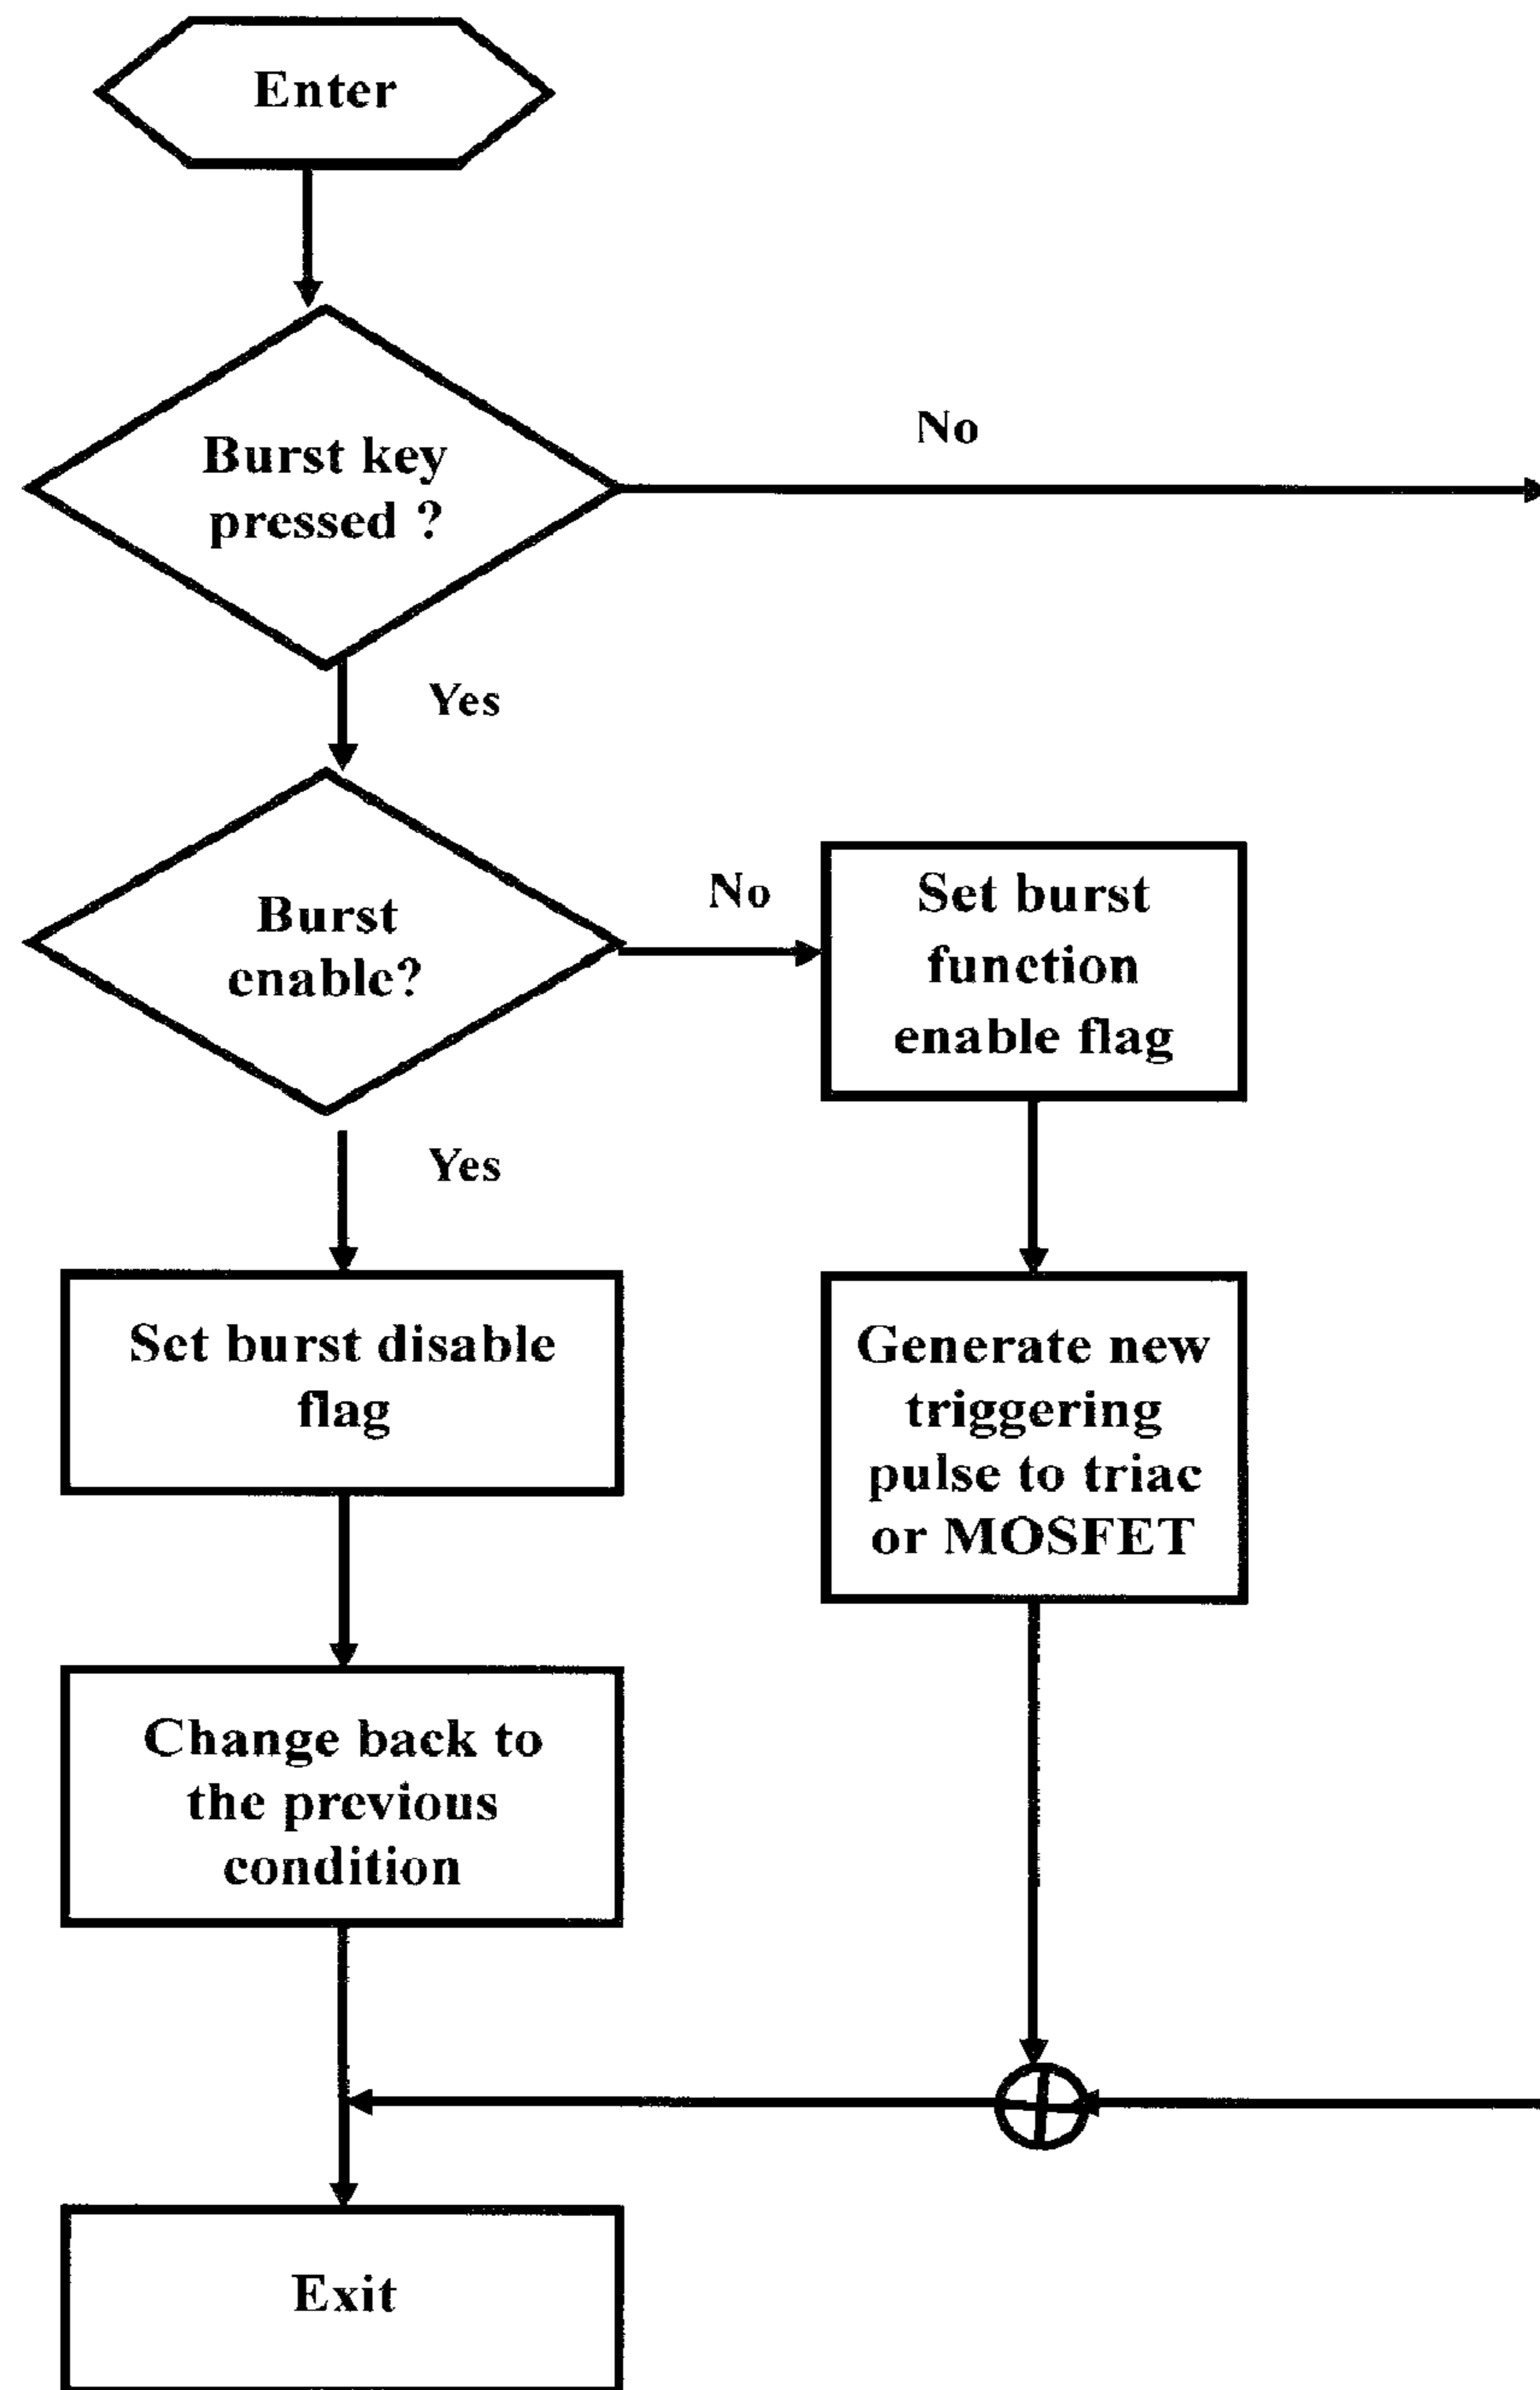 Enter
Burst key
pressed ?
No
Yes
Burst
enable?
No
Set burst
function
enable flag
Yes
Set burst disable
flag
Generate new
triggering
pulse to triac
or MOSFET
Change back to
the previous
condition
Exit